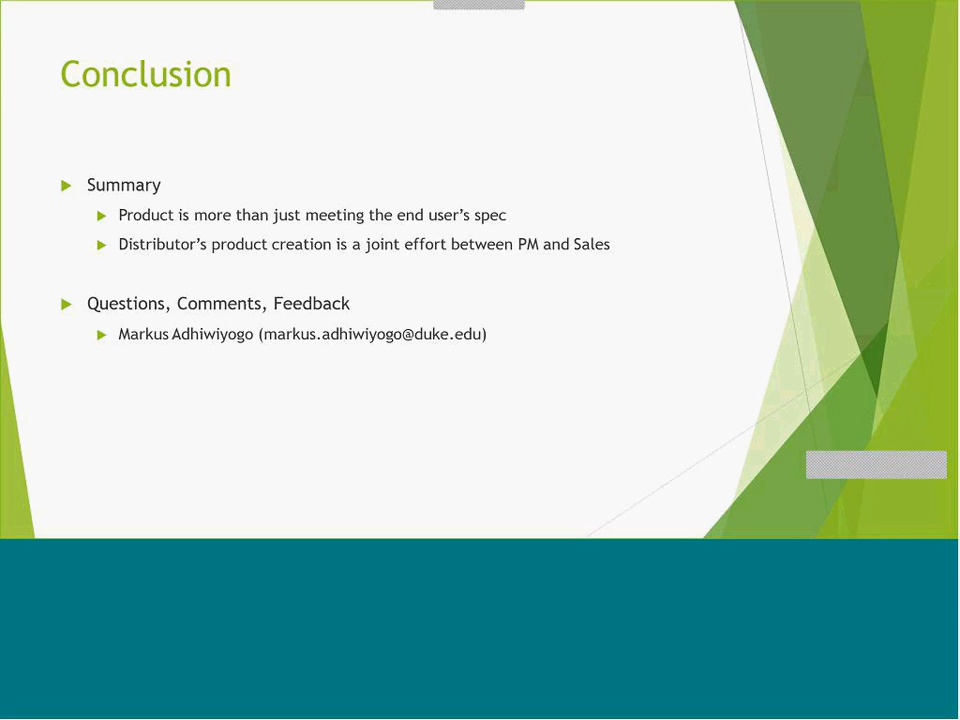 Conclusion
Summary
Product is more than just meeting the end user’s spec
Distributor’s product creation is a joint effort between PM and Sales
Questions, Comments, Feedback
Markus Adhiwiyogo (markus.adhiwiyogo@duke.edu)